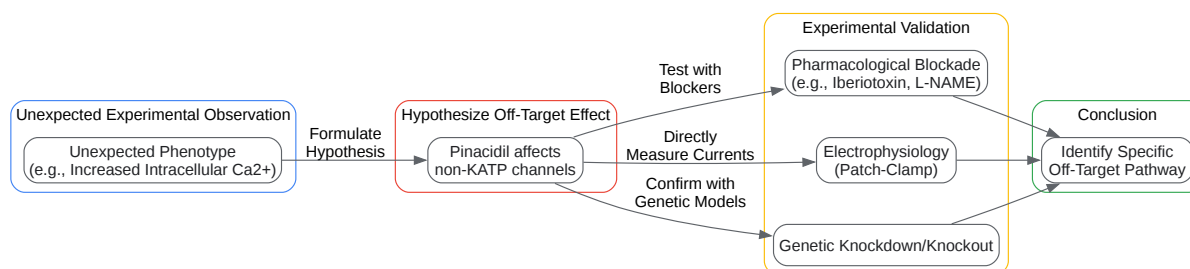 Unexpected Experimental Observation
Unexpected Phenotype
(e.g., Increased Intracellular Ca2+)
Formulate
Hypothesis
Hypothesize Off-Target Effect
Pinacidil affects
non-KATP channels
Test with
Blockers
Directly
Measure Currents
Confirm with
Genetic Models
Experimental Validation
Pharmacological Blockade
(e.g., Iberiotoxin, L-NAME)
Electrophysiology
(Patch-Clamp)
Genetic Knockdown/Knockout
Conclusion
Identify Specific
Off-Target Pathway